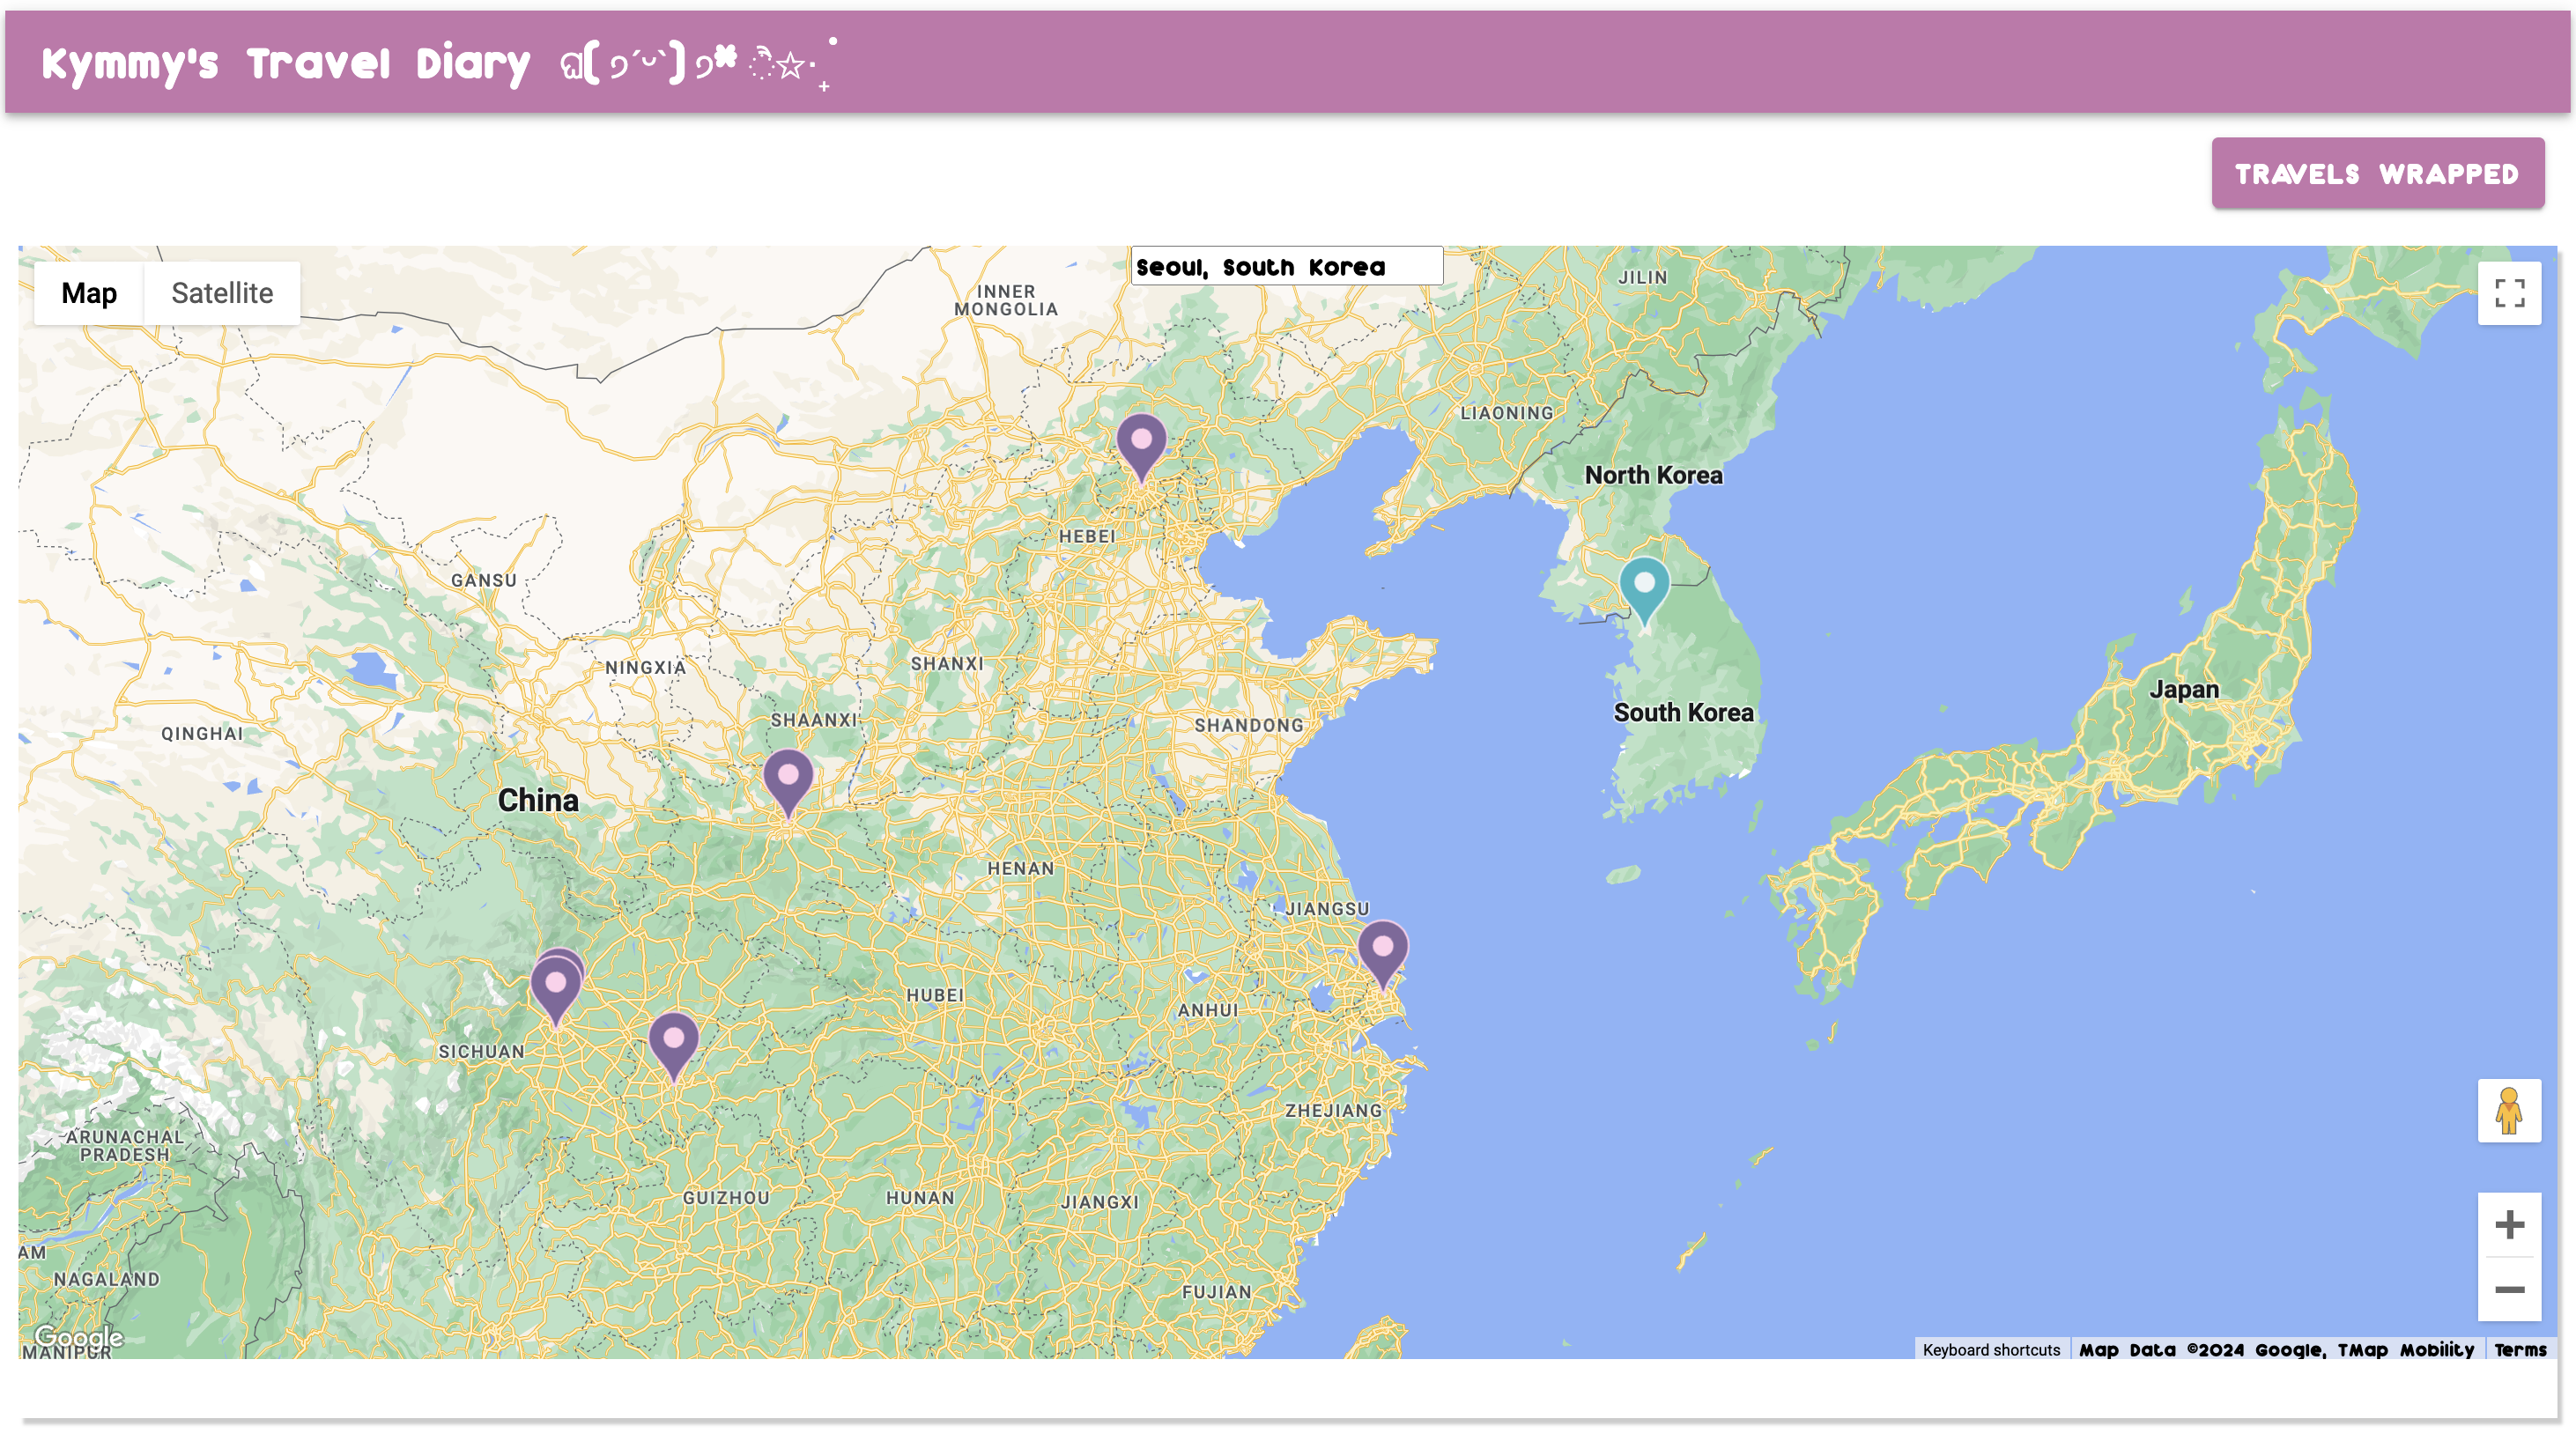 Kymmy's Travel Diary ฅ(
TRAVELS WRAPPED
Map Satellite
Seoul, South Korea
INNER
MONGOLIA
JILIN
LIAONING
North Korea
HEBEI
GANSU
NINGXIA
SHANXI
SHAANXI
SHANDONG
QINGHAI
South Korea
Japan
China
HENAN
JIANGSU
HUBEI
ANHUI
SICHUAN
ZHEJIANG
ARUNACHAL
PRADESH
GUIZHOU
HUNAN
JIANGXI
AM
NAGALAND
FUJIAN
Google
MANIPUR
Keyboard shortcuts Map Data ©2024 Google, TMap Mobility Terms